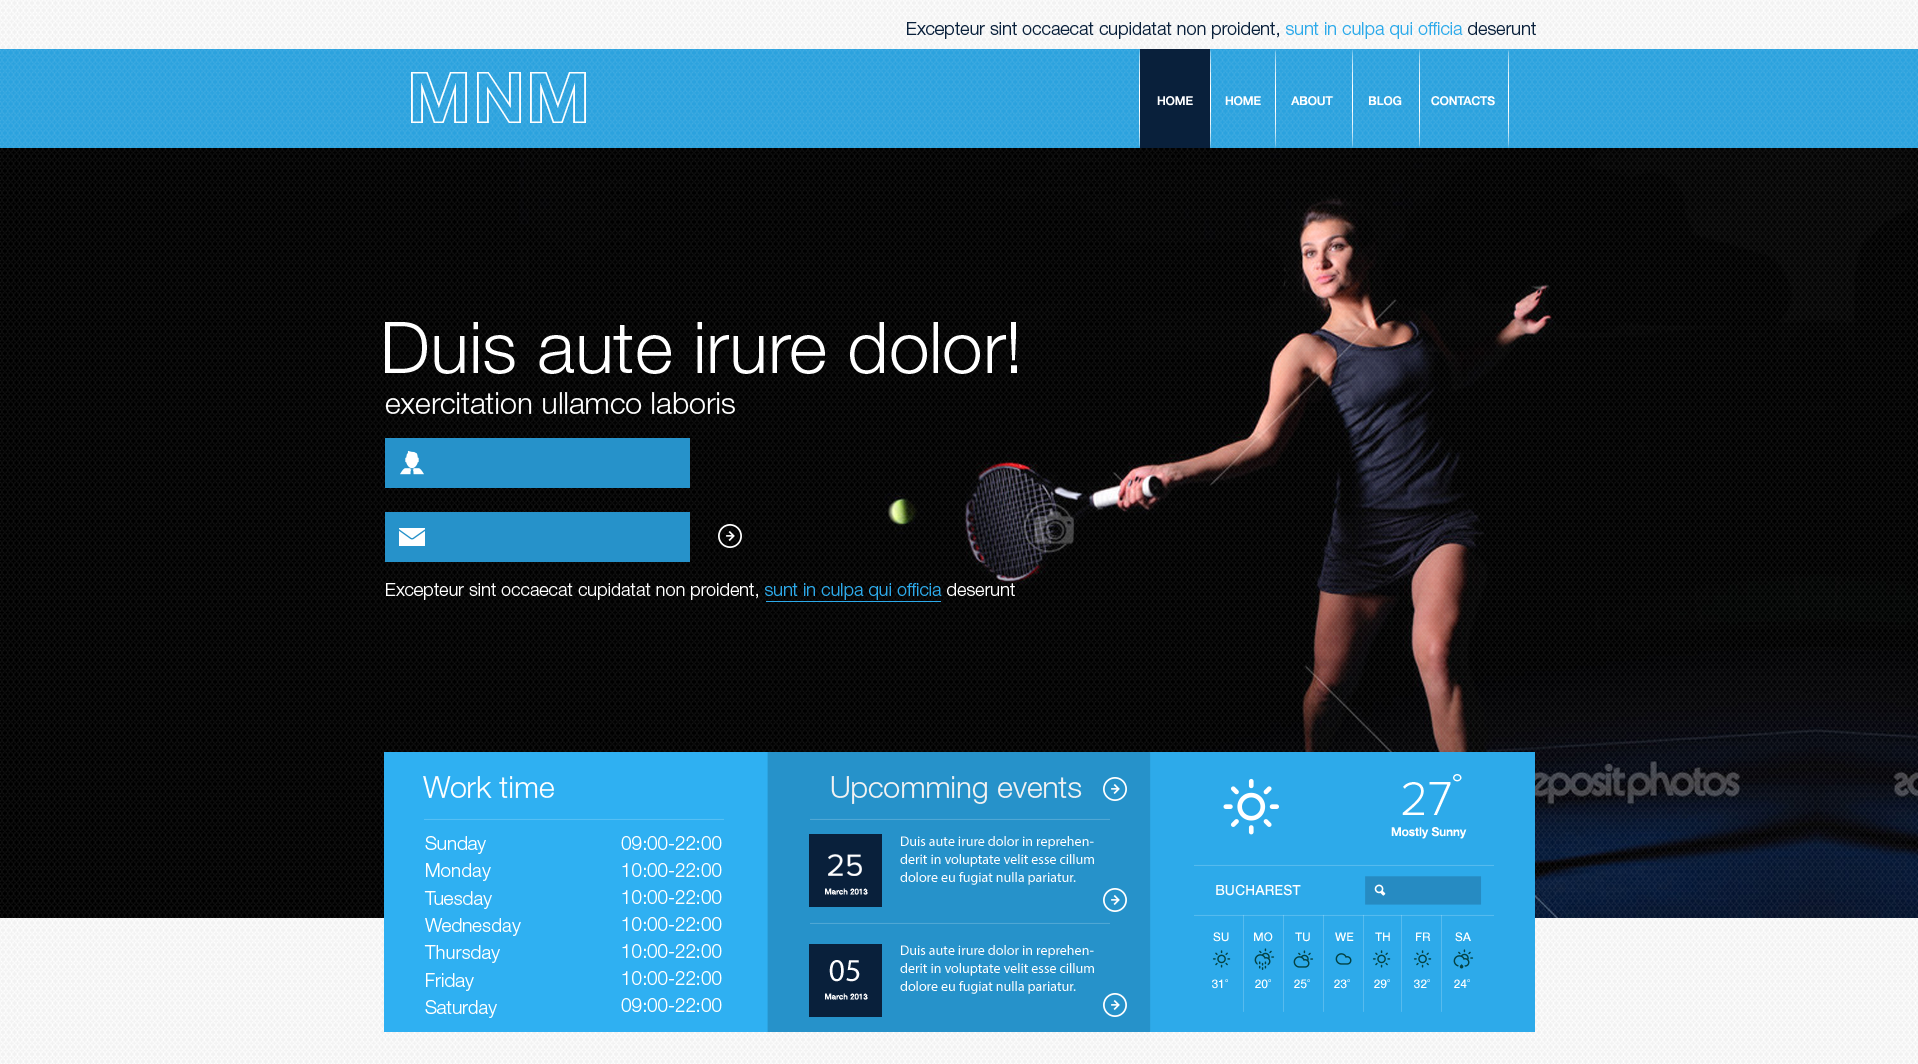 Excepteur sint occaecat cupidatat non proident, sunt in culpa qui officia deserunt
MNM
HOME
HOME
ABOUT
BLOG
CONTACTS
Duis aute irure dolor!
exercitation ullamco laboris
Excepteur sint occaecat cupidatat non proident, sunt in culpa qui officia deserunt
Work time
Sunday 09:00-22:00
Monday 10:00-22:00
Tuesday 10:00-22:00
Wednesday 10:00-22:00
Thursday 10:00-22:00
Friday 10:00-22:00
Saturday 09:00-22:00
Upcomming events
25
March 2013
Duis aute irure dolor in reprehen-
derit in voluptate velit esse cillum
dolore eu fugiat nulla pariatur.
05
March 2013
Duis aute irure dolor in reprehen-
derit in voluptate velit esse cillum
dolore eu fugiat nulla pariatur.
27°
Mostly Sunny
BUCHAREST
SU MO TU WE TH FR SA
31° 20° 25° 23° 29° 32° 24°
epositphotos